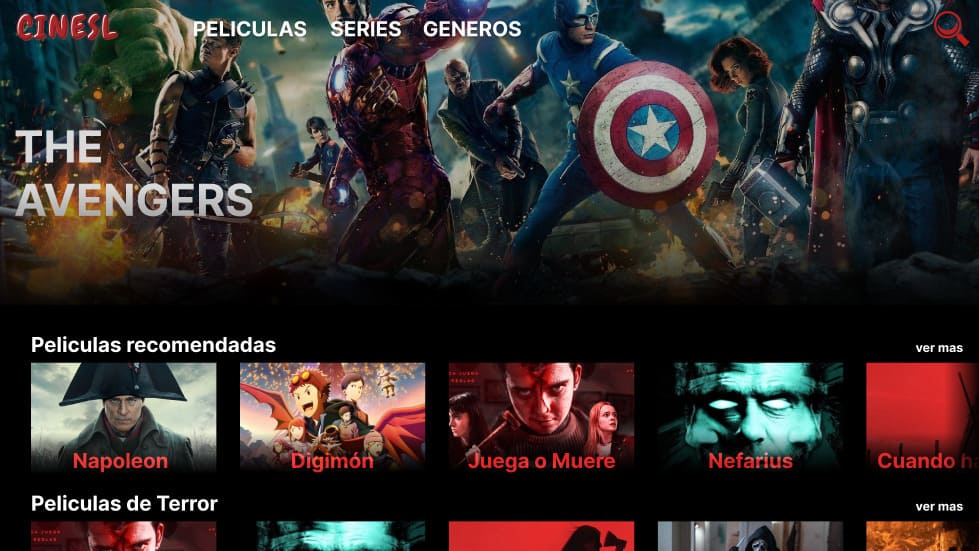 CINESL
PELICULAS SERIES GENEROS
THE
AVENGERS
Peliculas recomendadas
ver mas
Napoleon
Digimón
Juega o Muere
Nefarius
Cuando ha
Peliculas de Terror
ver mas